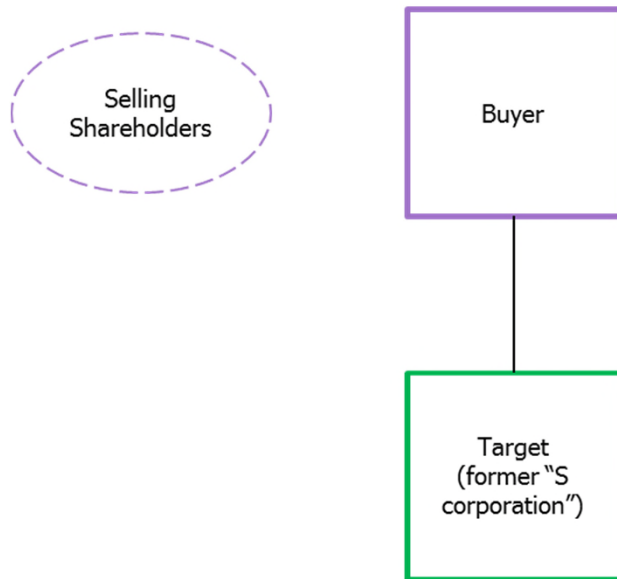 Selling
Shareholders
Buyer
Target
(former “S
corporation”)